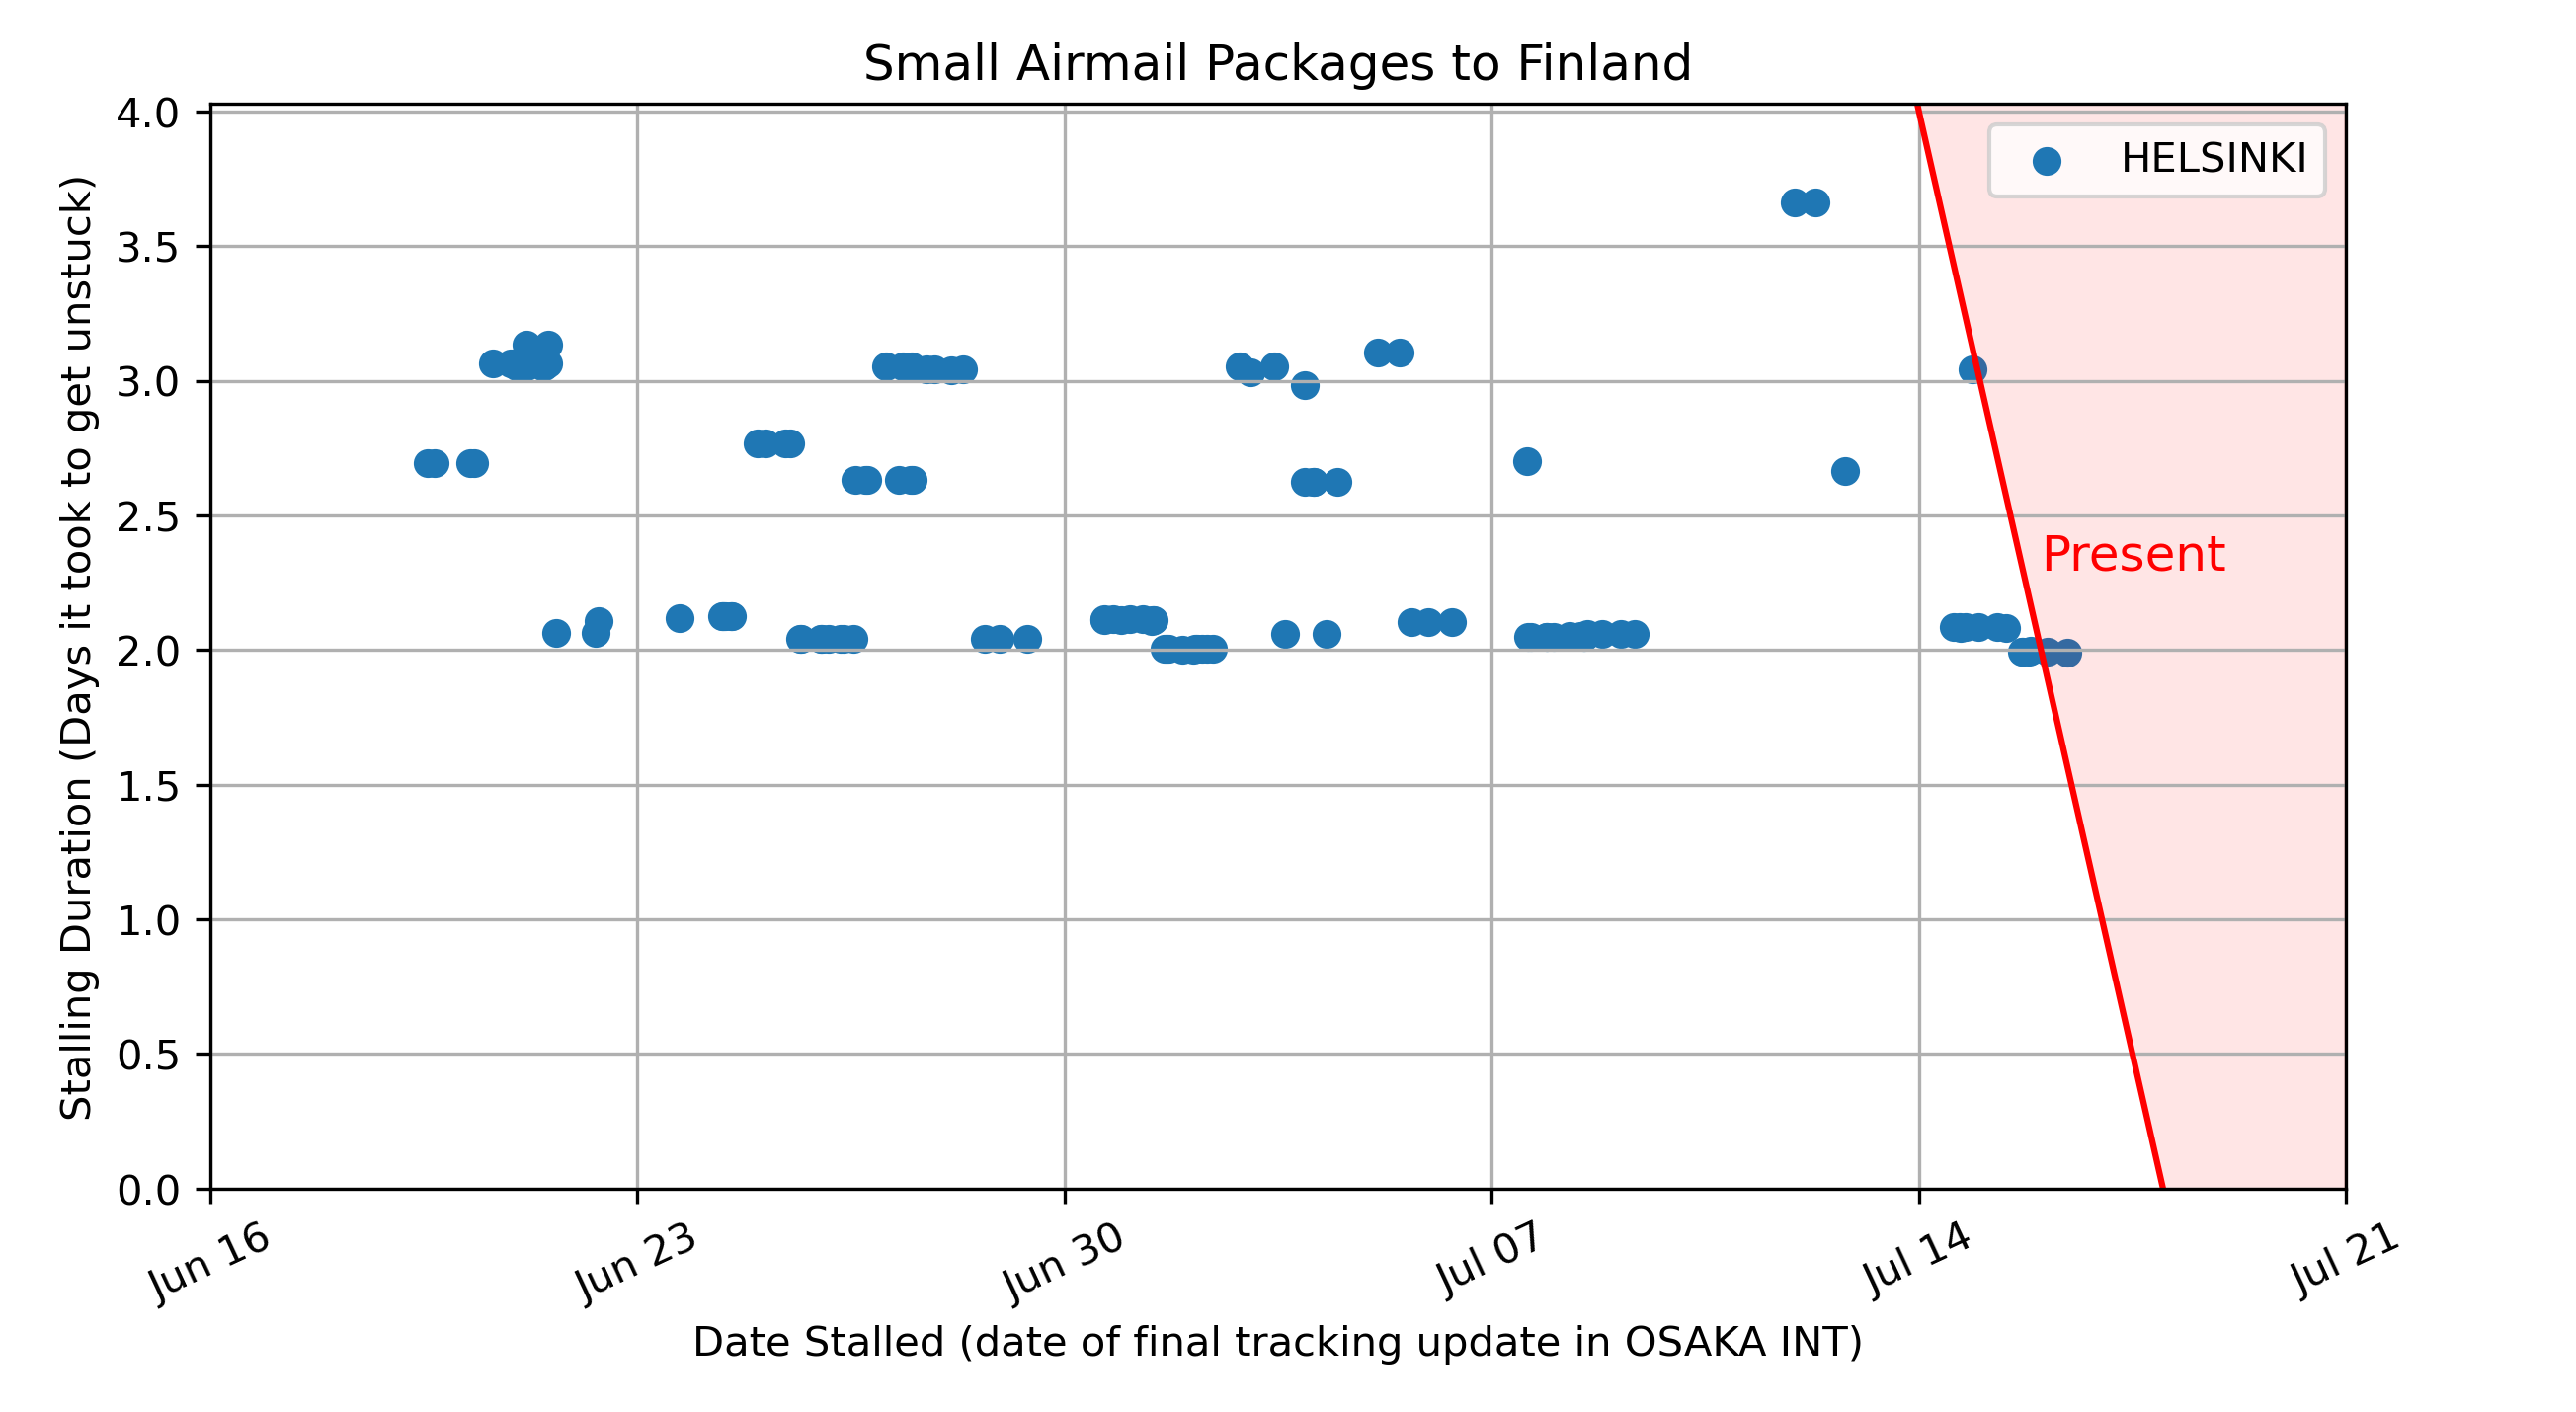 Small Airmail Packages to Finland
Stalling Duration (Days it took to get unstuck)
4.0
3.5
3.0
2.5
2.0
1.5
1.0
0.5
0.0
HELSINKI
Present
Jun 16
Jun 23
Jun 30
Jul 07
Jul 14
Jul 21
Date Stalled (date of final tracking update in OSAKA INT)